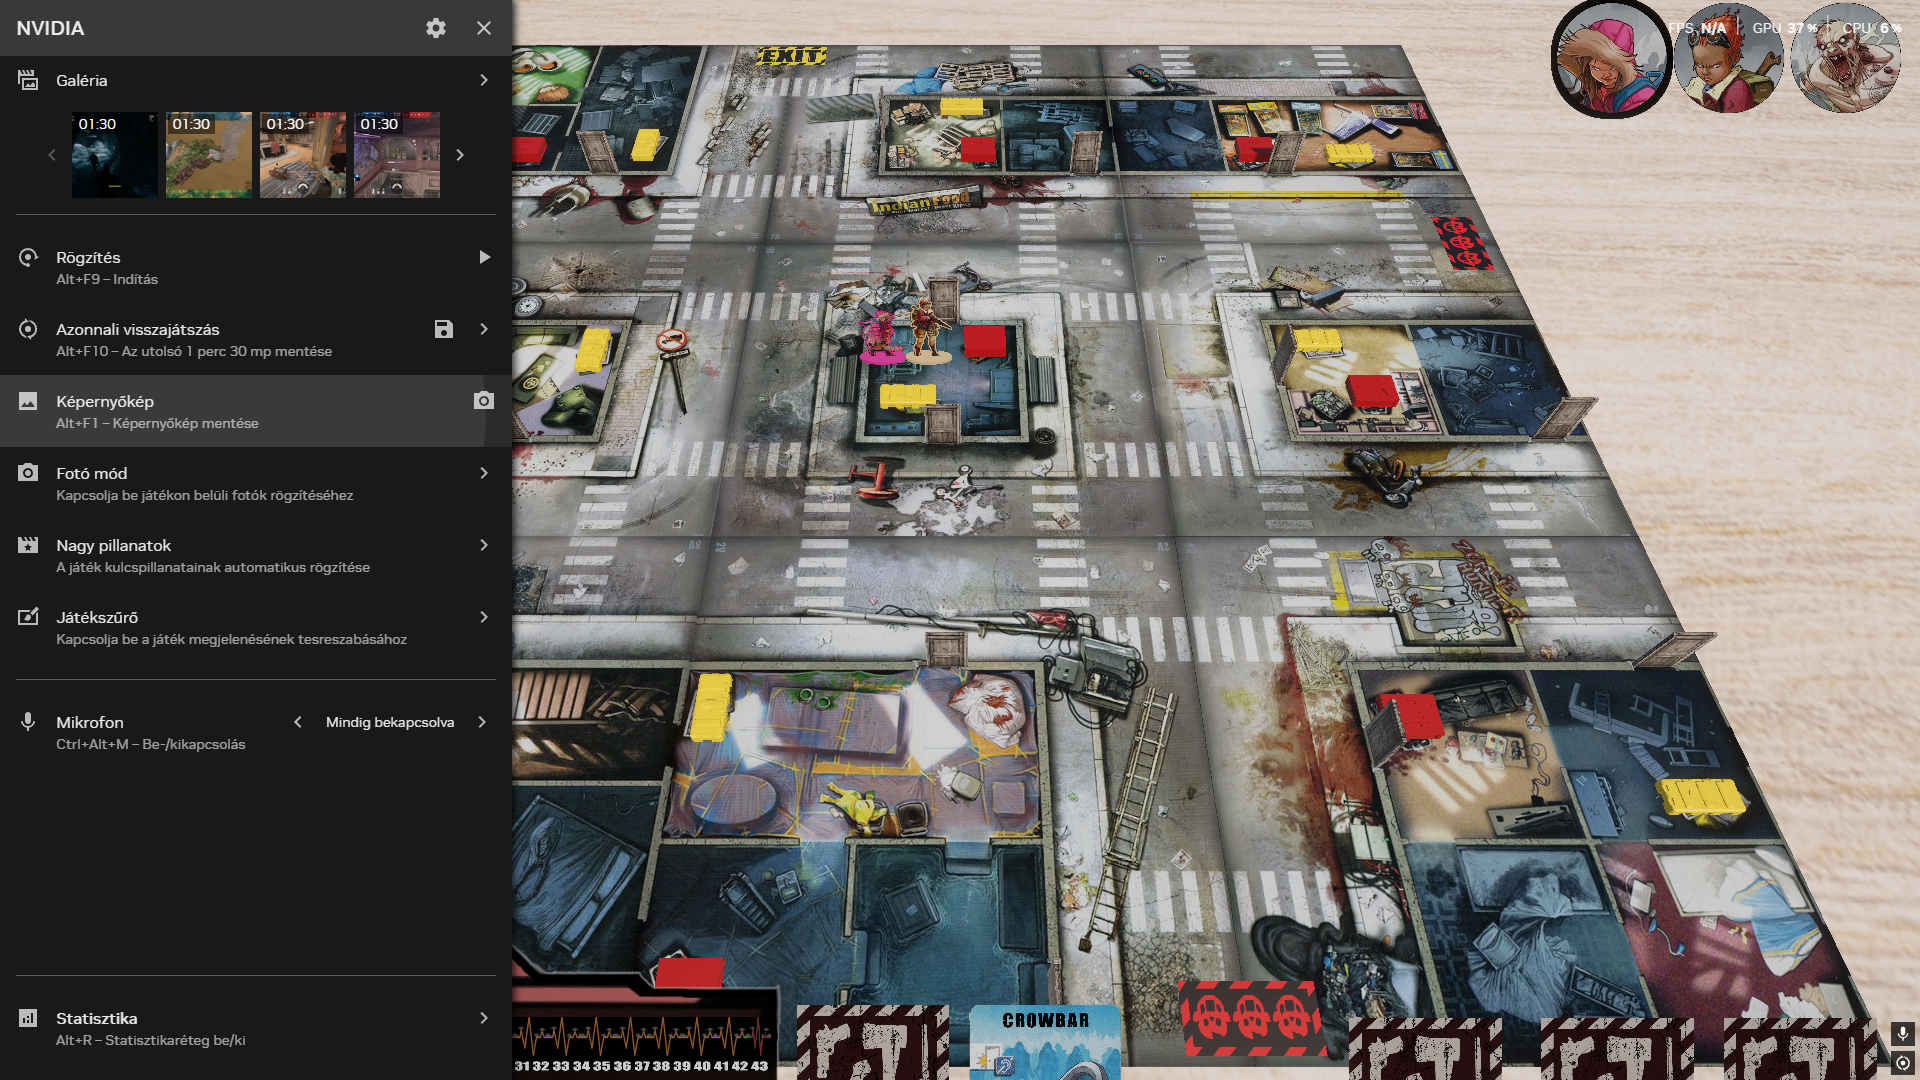 NVIDIA
Galéria
01:30
01:30
01:30
01:30
Rögzítés
Alt+F9 – Indítás
Azonnali visszajátszás
Alt+F10 – Az utolsó 1 perc 30 mp mentése
Képernyőkép
Alt+F1 – Képernyőkép mentése
Fotó mód
Kapcsolja be játékon belüli fotók rögzítéséhez
Nagy pillanatok
A játék kulcspillanatainak automatikus rögzítése
Játékszűrő
Kapcsolja be a játék megjelenésének tesreszabásához
Mikrofon
Mindig bekapcsolva
Ctrl+Alt+M – Be-/kikapcsolás
Statisztika
Alt+R – Statisztikaréteg be/ki
FPS N/A
GPU 37 %
CPU 6 %
EXIT
Indian Food
CROWBAR
31 32 33 34 35 36 37 38 39 40 41 42 43